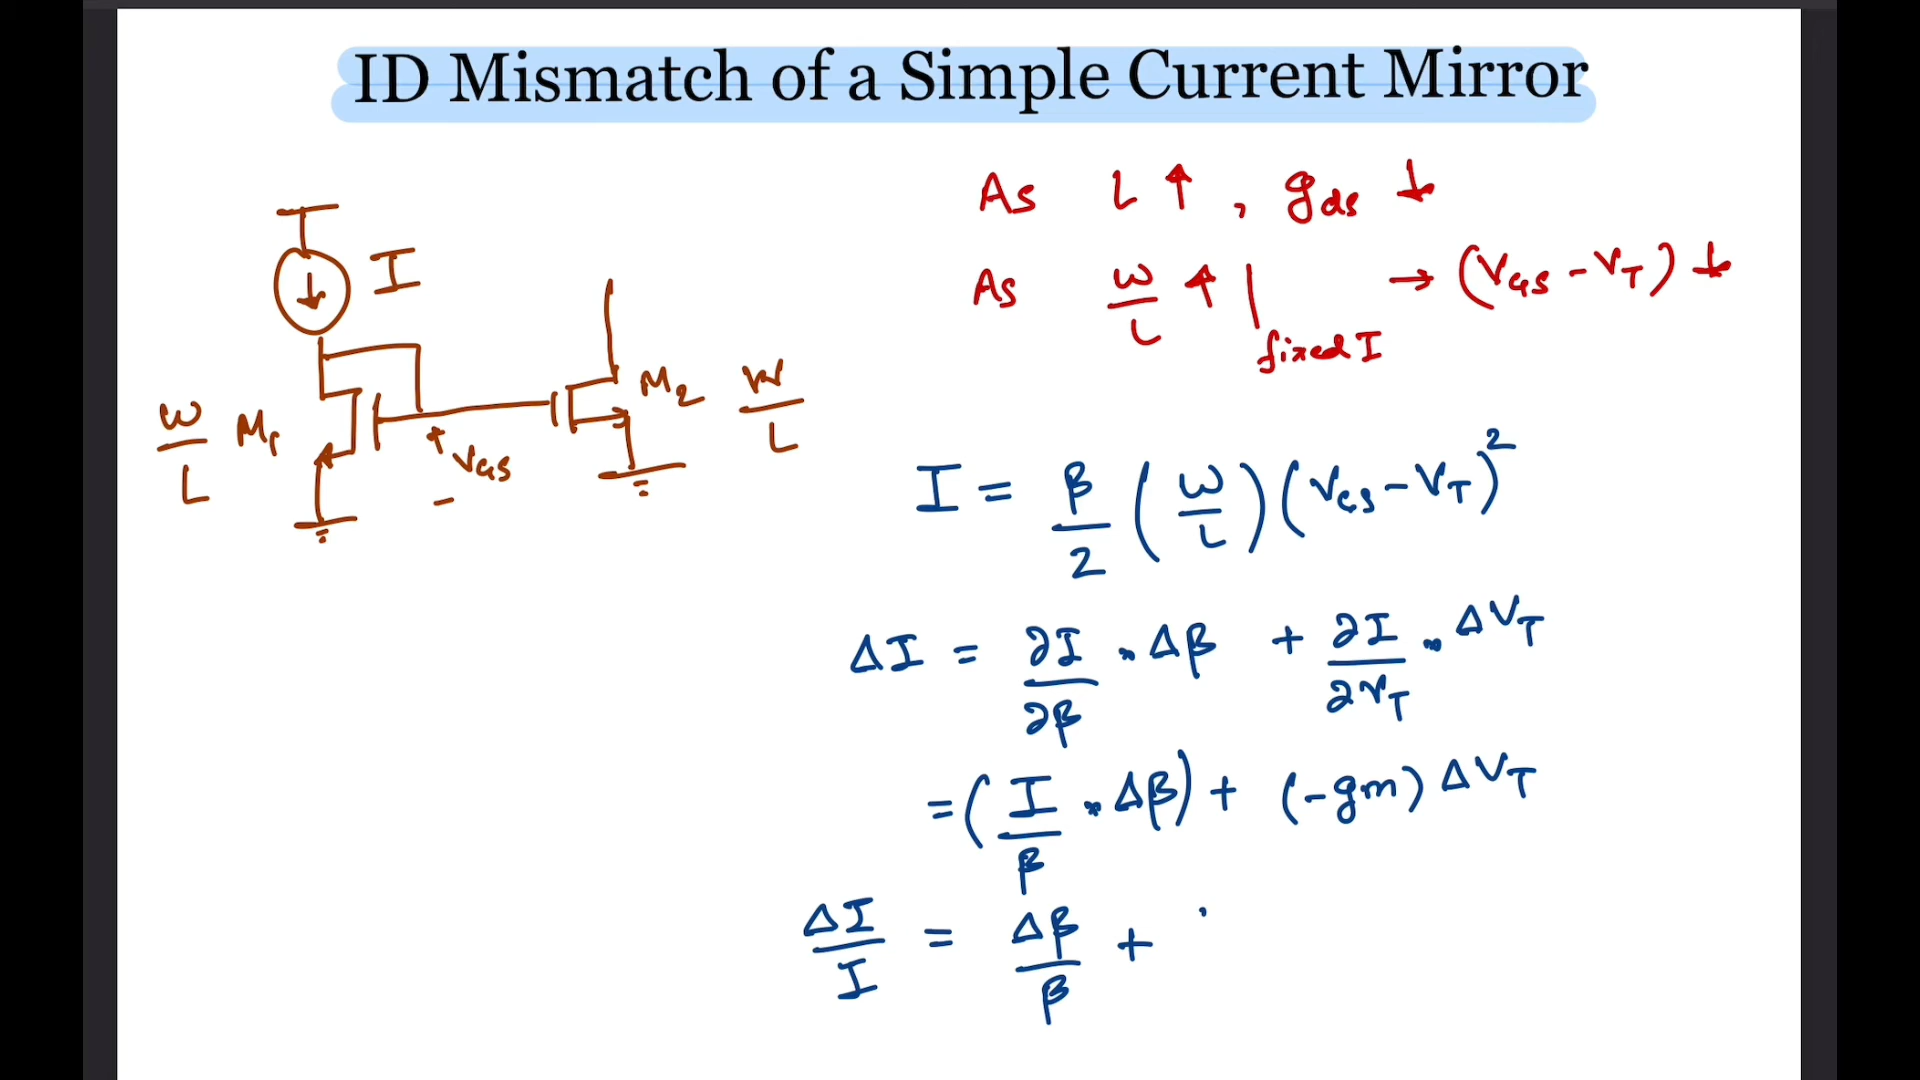 ID Mismatch of a Simple Current Mirror
As L ↑ , gds ↓
As W/L ↑ | fixed I → (VGS - VT) ↓
I
W/L M1
+ VGS -
M2 W/L
I = β/2 (W/L) (VGS - VT)²
ΔI = ∂I/∂β * Δβ + ∂I/∂VT * ΔVT
= (I/β * Δβ) + (-gm) ΔVT
ΔI/I = Δβ/β +